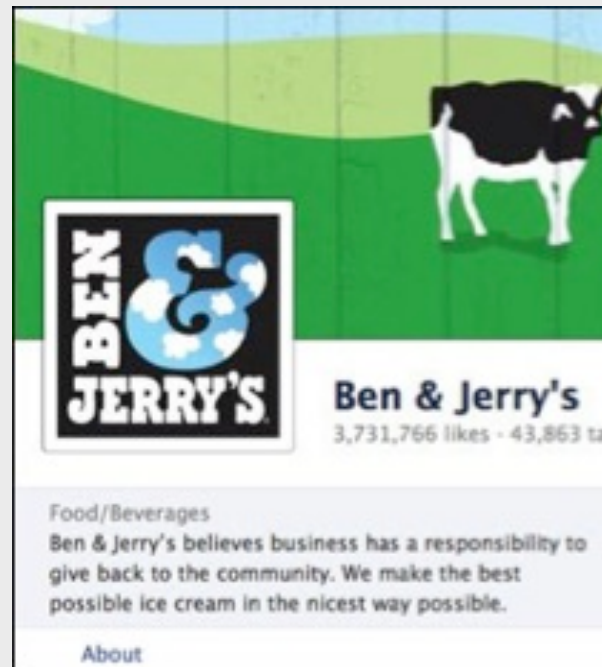 BEN &
JERRY'S
Ben & Jerry's
3,731,766 likes · 43,863 ta
Food/Beverages
Ben & Jerry's believes business has a responsibility to
give back to the community. We make the best
possible ice cream in the nicest way possible.
About